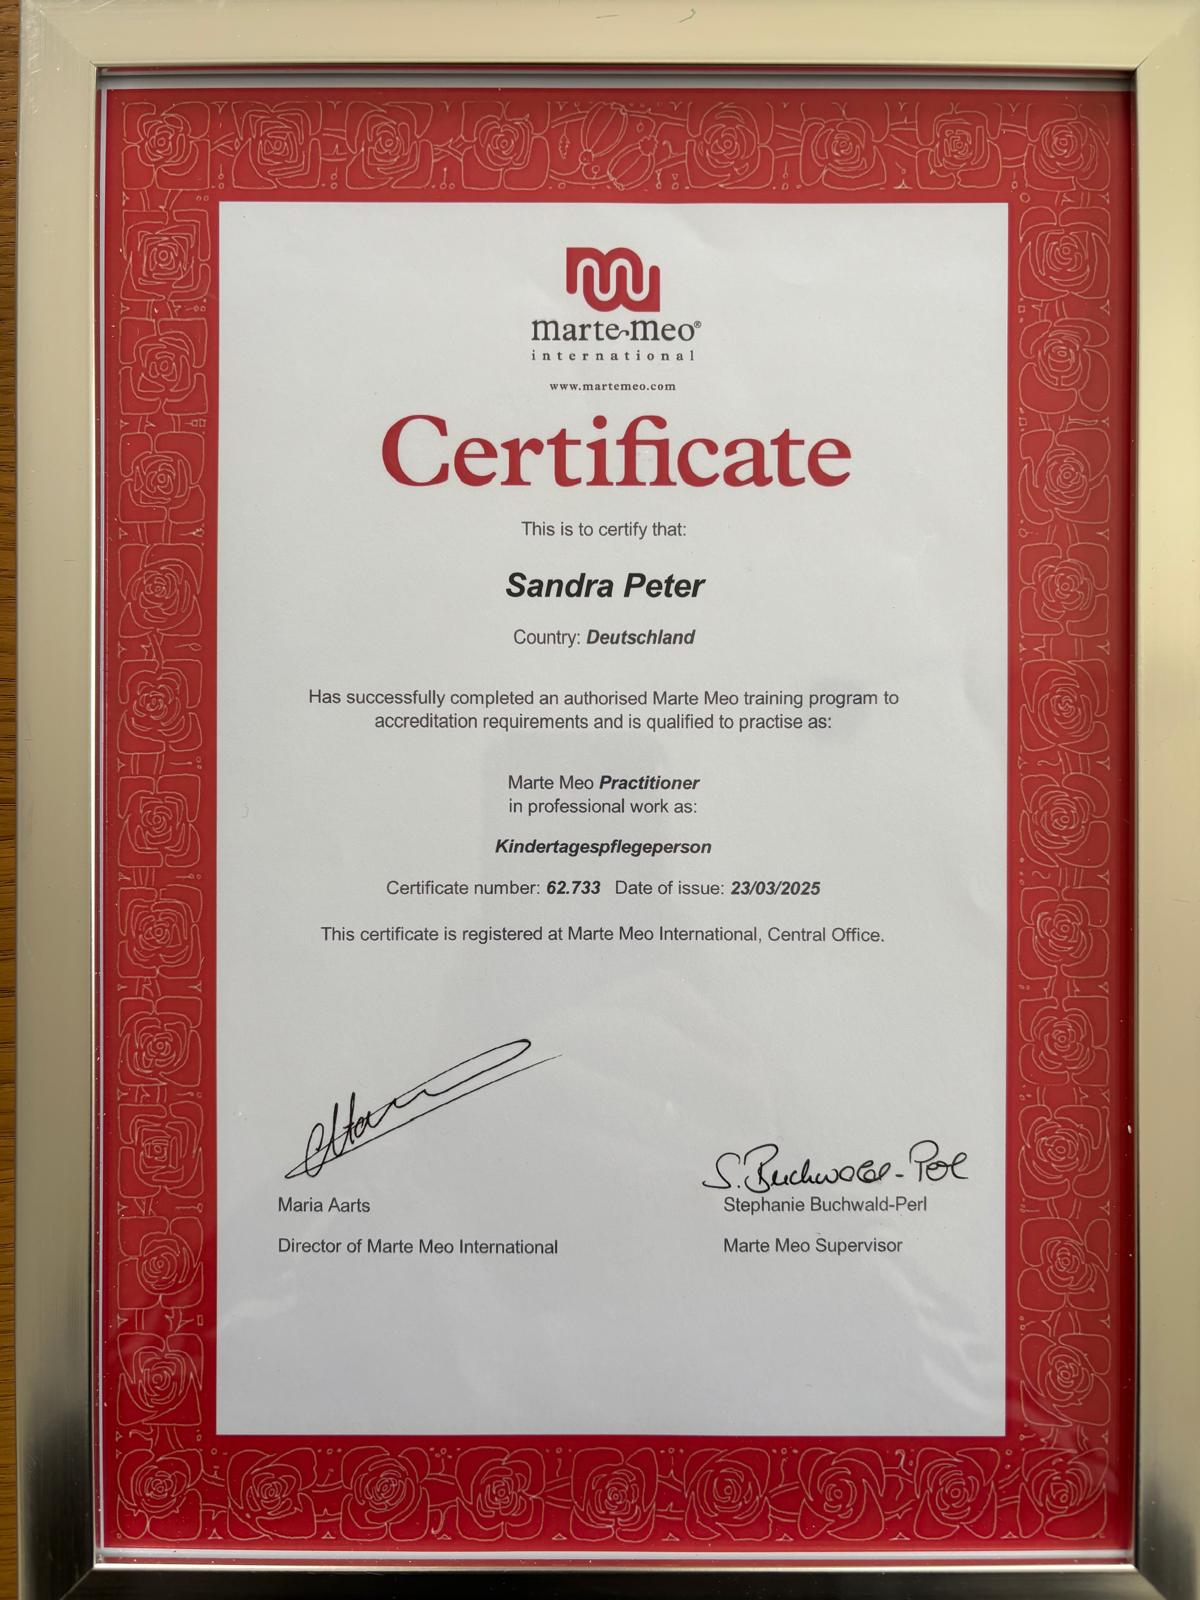 marte meo®
international
www.martemeo.com
Certificate
This is to certify that:
Sandra Peter
Country: Deutschland
Has successfully completed an authorised Marte Meo training program to
accreditation requirements and is qualified to practise as:
Marte Meo Practitioner
in professional work as:
Kindertagespflegeperson
Certificate number: 62.733 Date of issue: 23/03/2025
This certificate is registered at Marte Meo International, Central Office.
S. Buchwald-Perl
Maria Aarts
Stephanie Buchwald-Perl
Director of Marte Meo International
Marte Meo Supervisor